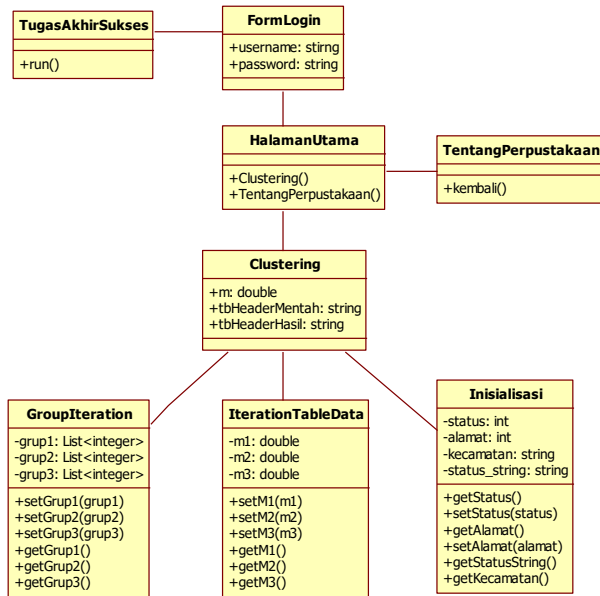 TugasAkhirSukses
+run()
FormLogin
+username: stirng
+password: string
HalamanUtama
+Clustering()
+TentangPerpustakaan()
TentangPerpustakaan
+kembali()
Clustering
+m: double
+tbHeaderMentah: string
+tbHeaderHasil: string
GroupIteration
-grup1: List<integer>
-grup2: List<integer>
-grup3: List<integer>
+setGrup1(grup1)
+setGrup2(grup2)
+setGrup3(grup3)
+getGrup1()
+getGrup2()
+getGrup3()
IterationTableData
-m1: double
-m2: double
-m3: double
+setM1(m1)
+setM2(m2)
+setM3(m3)
+getM1()
+getM2()
+getM3()
Inisialisasi
-status: int
-alamat: int
-kecamatan: string
-status_string: string
+getStatus()
+setStatus(status)
+getAlamat()
+setAlamat(alamat)
+getStatusString()
+getKecamatan()